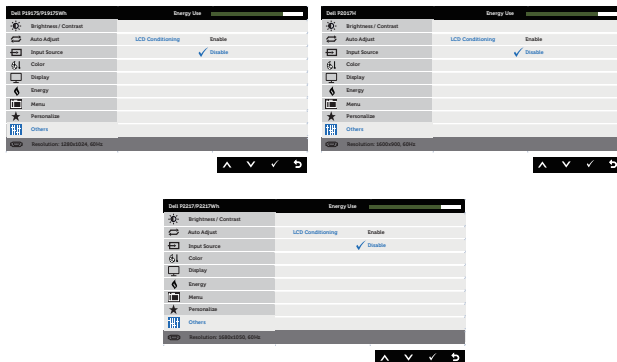 Dell P1917S/P1917SWh Energy Use
Brightness / Contrast
Auto Adjust LCD Conditioning Enable
Input Source Disable
Color
Display
Energy
Menu
Personalize
Others
Resolution: 1280x1024, 60Hz
Dell P2017H Energy Use
Brightness / Contrast
Auto Adjust LCD Conditioning Enable
Input Source Disable
Color
Display
Energy
Menu
Personalize
Others
Resolution: 1600x900, 60Hz
Dell P2217/P2217Wh Energy Use
Brightness / Contrast
Auto Adjust LCD Conditioning Enable
Input Source Disable
Color
Display
Energy
Menu
Personalize
Others
Resolution: 1680x1050, 60Hz